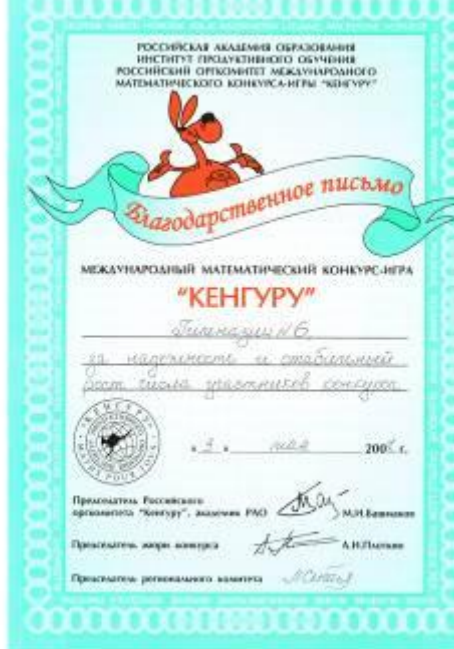 РОССИЙСКАЯ АКАДЕМИЯ ОБРАЗОВАНИЯ
ИНСТИТУТ ПРОДУКТИВНОГО ОБУЧЕНИЯ
РОССИЙСКИЙ ОРГКОМИТЕТ МЕЖДУНАРОДНОГО
МАТЕМАТИЧЕСКОГО КОНКУРСА-ИГРЫ "КЕНГУРУ"
Благодарственное письмо
МЕЖДУНАРОДНЫЙ МАТЕМАТИЧЕСКИЙ КОНКУРС-ИГРА
"КЕНГУРУ"
Гимназии №6
за надежность и стабильный
рост числа участников конкурса
"3" мая 200 г.
Председатель Российского
оргкомитета "Кенгуру", академик РАО М.И.Башмаков
Председатель жюри конкурса А.И.Плоткин
Председатель регионального комитета